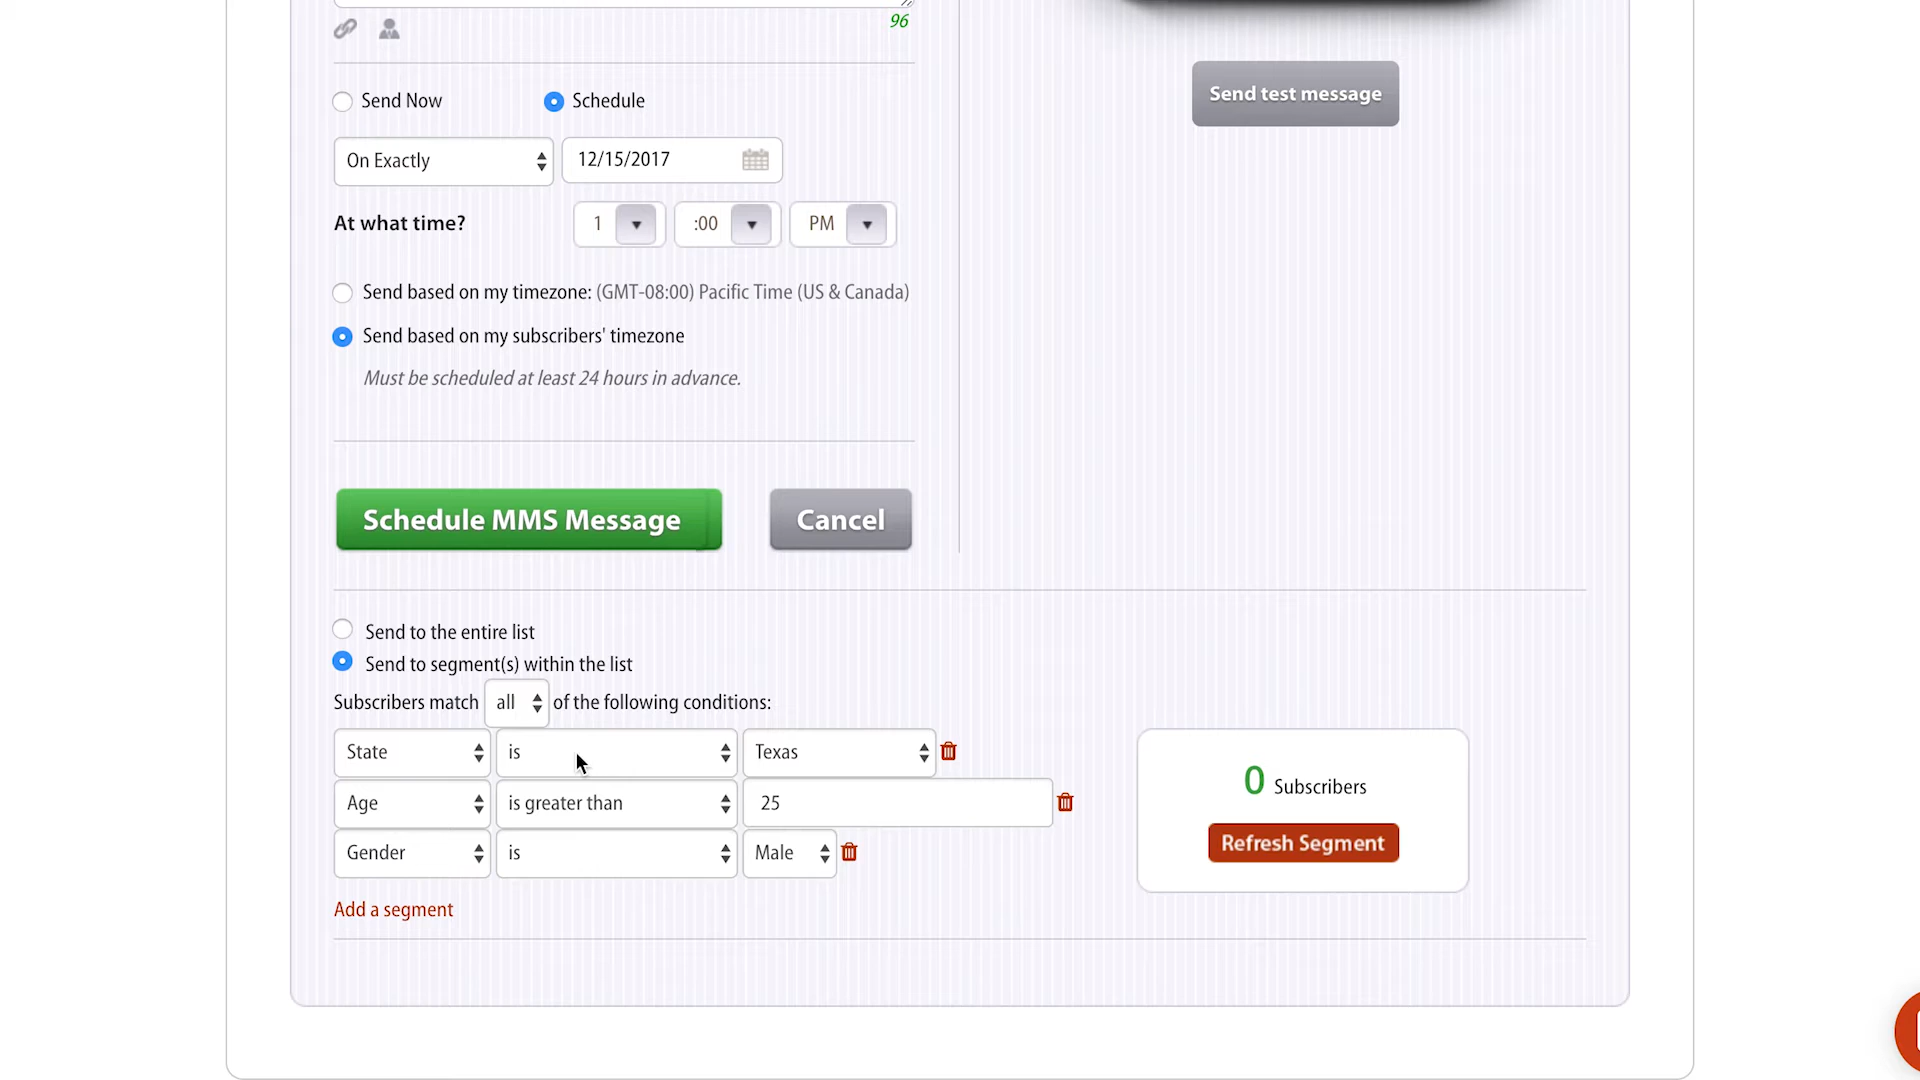 96
Send Now Schedule
On Exactly 12/15/2017
At what time? 1 :00 PM
Send based on my timezone: (GMT-08:00) Pacific Time (US & Canada)
Send based on my subscribers' timezone
Must be scheduled at least 24 hours in advance.
Schedule MMS Message Cancel
Send test message
Send to the entire list
Send to segment(s) within the list
Subscribers match all of the following conditions:
State is Texas
Age is greater than 25
Gender is Male
Add a segment
0 Subscribers
Refresh Segment